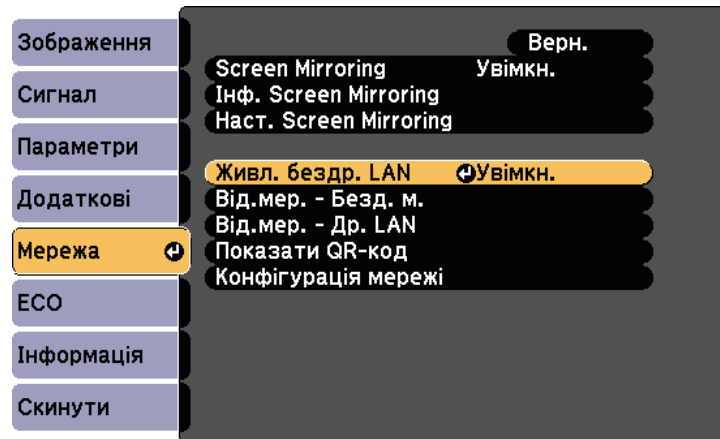 Зображення
Сигнал
Параметри
Додаткові
Мережа
ECO
Інформація
Скинути
Верн.
Screen Mirroring Увімкн.
Інф. Screen Mirroring
Наст. Screen Mirroring
Живл. бездр. LAN Увімкн.
Від.мер. - Безд. м.
Від.мер. - Др. LAN
Показати QR-код
Конфігурація мережі